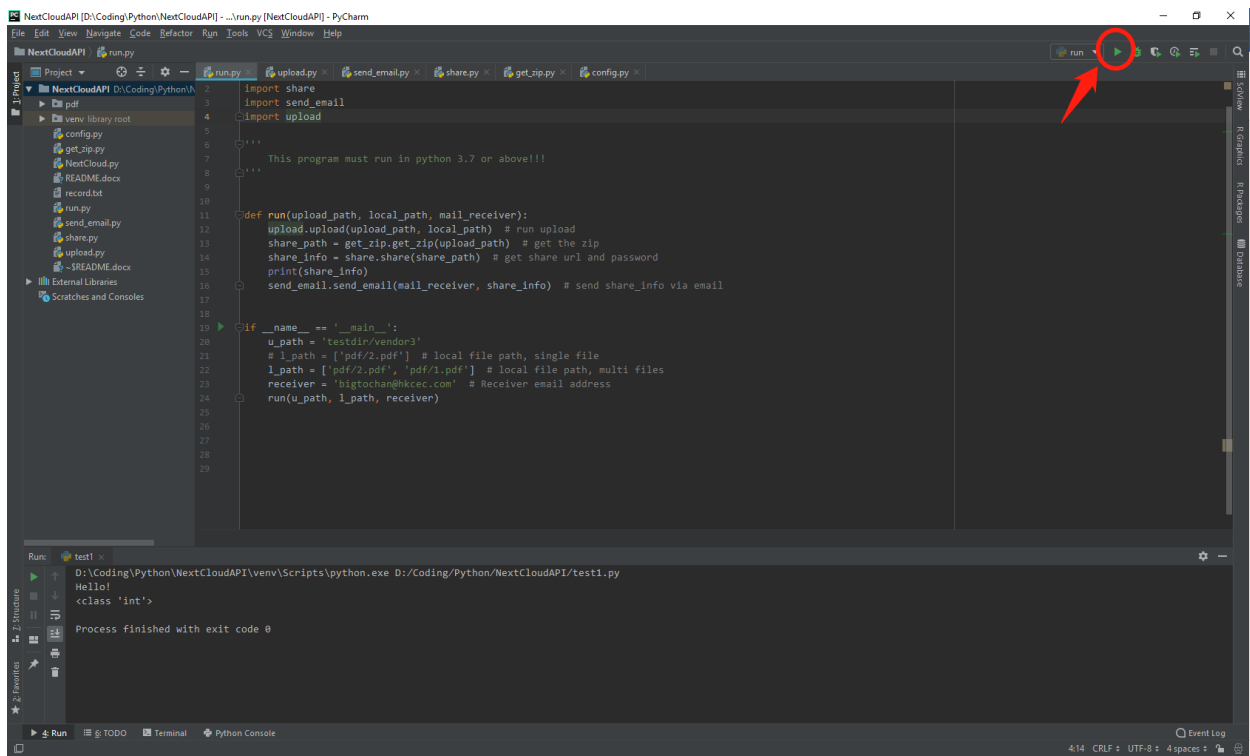 NextCloudAPI [D:\Coding\Python\NextCloudAPI] - ...\run.py [NextCloudAPI] - PyCharm
File Edit View Navigate Code Refactor Run Tools VCS Window Help
NextCloudAPI run.py
run
Project
run.py upload.py send_email.py share.py get_zip.py config.py
1: Project
NextCloudAPI D:\Coding\Python\N
pdf
venv library root
config.py
get_zip.py
NextCloud.py
README.docx
record.txt
run.py
send_email.py
share.py
upload.py
~$README.docx
External Libraries
Scratches and Consoles
2 import share
3 import send_email
4 import upload
5
6 '''
7 This program must run in python 3.7 or above!!!
8 '''
9
10
11 def run(upload_path, local_path, mail_receiver):
12 upload.upload(upload_path, local_path) # run upload
13 share_path = get_zip.get_zip(upload_path) # get the zip
14 share_info = share.share(share_path) # get share url and password
15 print(share_info)
16 send_email.send_email(mail_receiver, share_info) # send share_info via email
17
18
19 if __name__ == '__main__':
20 u_path = 'testdir/vendor3'
21 # l_path = ['pdf/2.pdf'] # local file path, single file
22 l_path = ['pdf/2.pdf', 'pdf/1.pdf'] # local file path, multi files
23 receiver = 'bigtochan@hkcec.com' # Receiver email address
24 run(u_path, l_path, receiver)
25
26
27
28
29
SciView
R Graphics
R Packages
Database
Run: test1
D:\Coding\Python\NextCloudAPI\venv\Scripts\python.exe D:/Coding/Python/NextCloudAPI/test1.py
Hello!
<class 'int'>
Process finished with exit code 0
7: Structure
2: Favorites
4: Run 6: TODO Terminal Python Console
Event Log
4:14 CRLF UTF-8 4 spaces